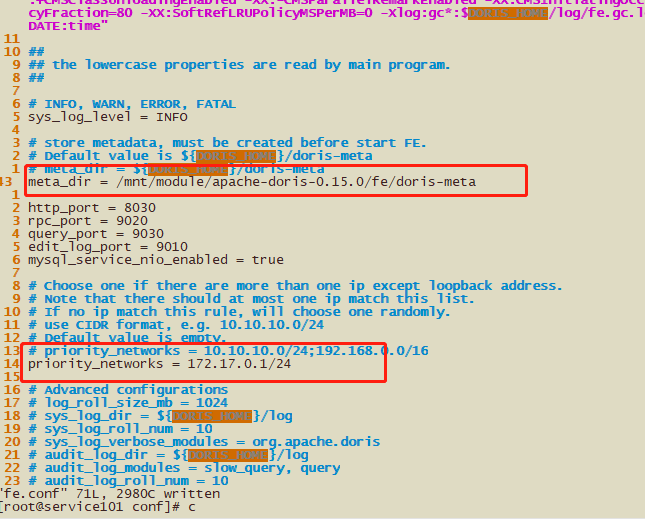 cyFraction=80 -XX:SoftRefLRUPolicyMSPerMB=0 -Xlog:gc*:$DORIS_HOME/log/fe.gc.l
DATE:time"
11
10 ##
9 ## the lowercase properties are read by main program.
8 ##
7
6 # INFO, WARN, ERROR, FATAL
5 sys_log_level = INFO
4
3 # store metadata, must be created before start FE.
2 # Default value is ${DORIS_HOME}/doris-meta
1 # meta_dir = ${DORIS_HOME}/doris-meta
43 meta_dir = /mnt/module/apache-doris-0.15.0/fe/doris-meta
1
2 http_port = 8030
3 rpc_port = 9020
4 query_port = 9030
5 edit_log_port = 9010
6 mysql_service_nio_enabled = true
7
8 # Choose one if there are more than one ip except loopback address.
9 # Note that there should at most one ip match this list.
10 # If no ip match this rule, will choose one randomly.
11 # use CIDR format, e.g. 10.10.10.0/24
12 # Default value is empty.
13 # priority_networks = 10.10.10.0/24;192.168.0.0/16
14 priority_networks = 172.17.0.1/24
15
16 # Advanced configurations
17 # log_roll_size_mb = 1024
18 # sys_log_dir = ${DORIS_HOME}/log
19 # sys_log_roll_num = 10
20 # sys_log_verbose_modules = org.apache.doris
21 # audit_log_dir = ${DORIS_HOME}/log
22 # audit_log_modules = slow_query, query
23 # audit_log_roll_num = 10
"fe.conf" 71L, 2980C written
[root@service101 conf]# c